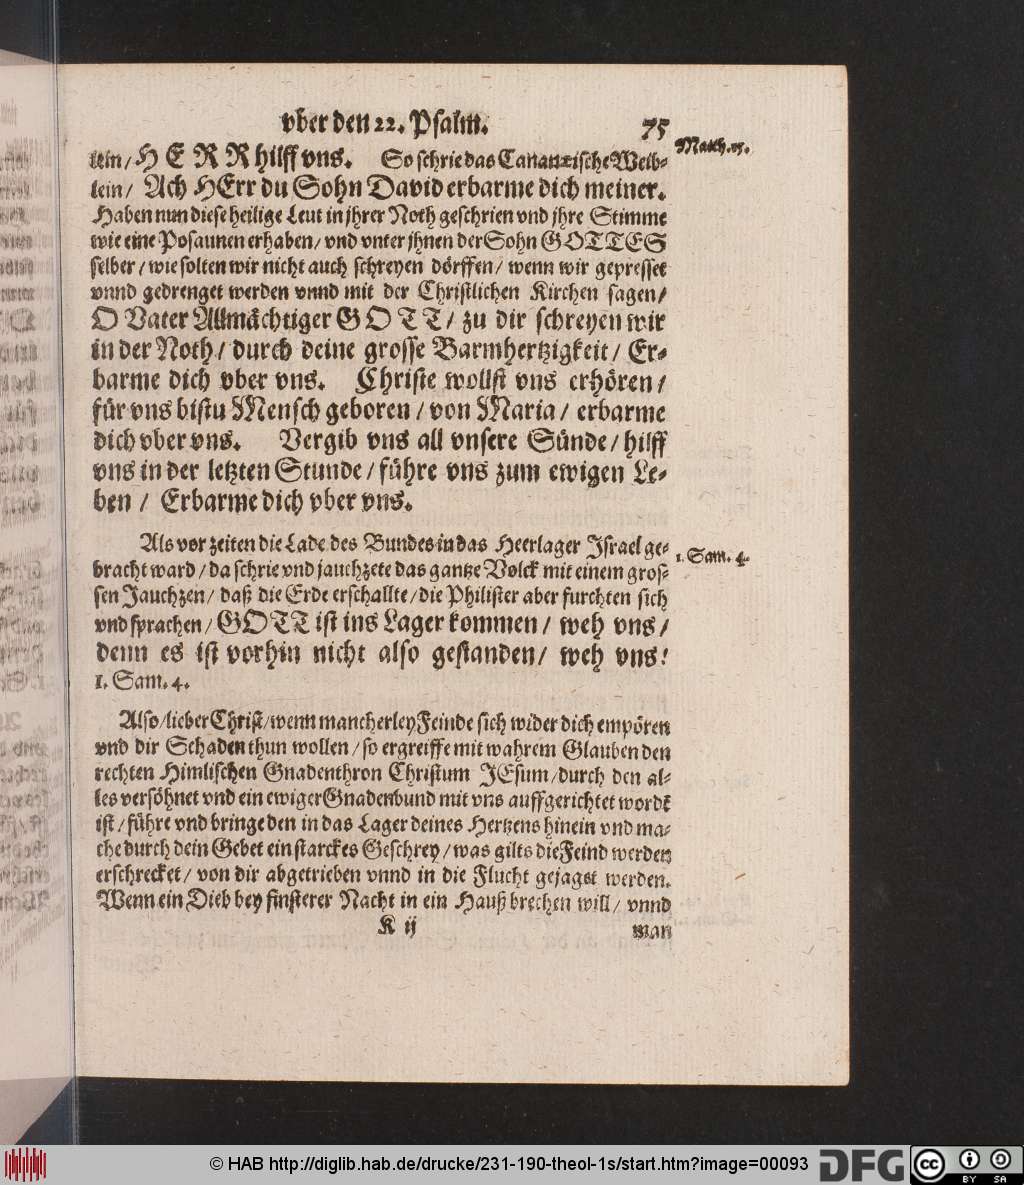 vber den 22. Psalm. 75
lein / HERR hilff vns. So schrie das Cananæische Weib- Matth. 15.
lein / Ach HErr du Sohn David erbarme dich meiner.
Haben nun diese heilige Leut in jhrer Noth geschrien vnd jhre Stimme
wie eine Posaunen erhaben / vnd vnter jhnen der Sohn GOTTES
selber / wie solten wir nicht auch schreyen dörffen / wenn wir gepresset
vnnd gedrenget werden vnnd mit der Christlichen Kirchen sagen /
O Vater Allmächtiger GOTT / zu dir schreyen wir
in der Noth / durch deine grosse Barmhertzigkeit / Er-
barme dich vber vns. Christe wollst vns erhören /
für vns bistu Mensch geboren / von Maria / erbarme
dich vber vns. Vergib vns all vnsere Sünde / hilff
vns in der letzten Stunde / führe vns zum ewigen Le-
ben / Erbarme dich vber vns.
Als vor zeiten die Lade des Bundes in das Heerlager Israel ge- 1. Sam. 4.
bracht ward / da schrie vnd jauchzete das gantze Volck mit einem gros-
sen Jauchzen / daß die Erde erschallte / die Philister aber furchten sich
vnd sprachen / GOTT ist ins Lager kommen / weh vns /
denn es ist vorhin nicht also gestanden / weh vns!
1. Sam. 4.
Also / lieber Christ / wenn mancherley Feinde sich wider dich empören
vnd dir Schaden thun wollen / so ergreiffe mit wahrem Glauben den
rechten Himlischen Gnadenthron Christum JEsum / durch den al-
les versöhnet vnd ein ewiger Gnadenbund mit vns auffgerichtet wordē
ist / führe vnd bringe den in das Lager deines Hertzens hinein vnd ma-
che durch dein Gebet ein starckes Geschrey / was gilts die Feind werden
erschrecket / von dir abgetrieben vnnd in die Flucht gejagt werden.
Wenn ein Dieb bey finsterer Nacht in ein Hauß brechen will / vnnd
K ij man
© HAB http://diglib.hab.de/drucke/231-190-theol-1s/start.htm?image=00093 DFG cc BY SA